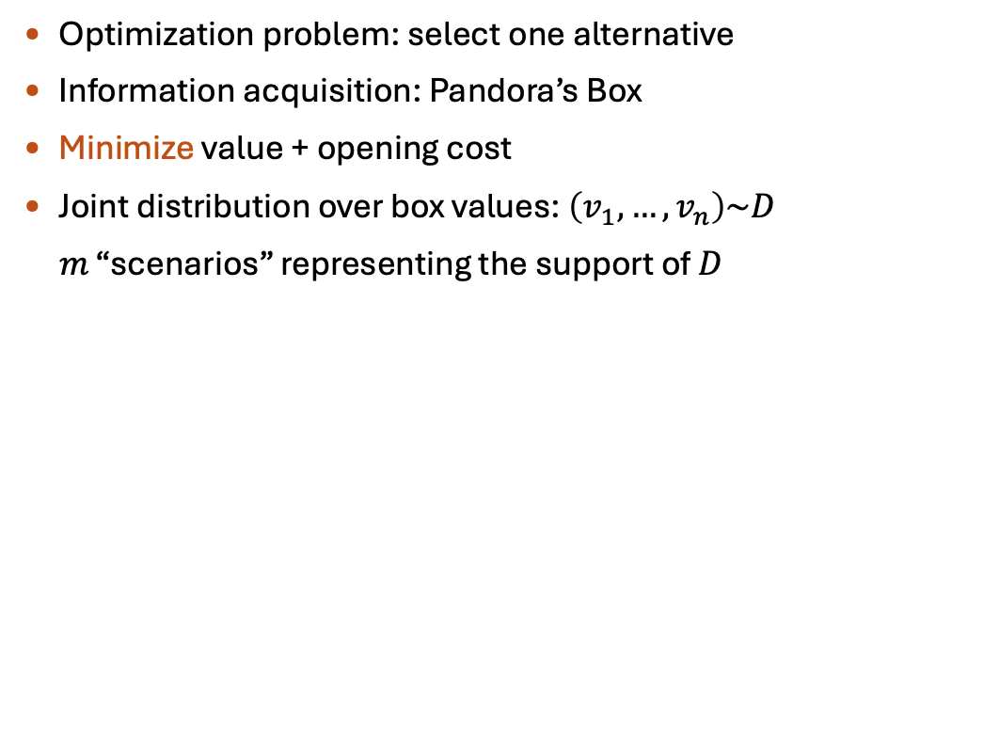 • Optimization problem: select one alternative
• Information acquisition: Pandora’s Box
• Minimize value + opening cost
• Joint distribution over box values: (𝑣₁, … , 𝑣ₙ)~𝐷
𝑚 “scenarios” representing the support of 𝐷